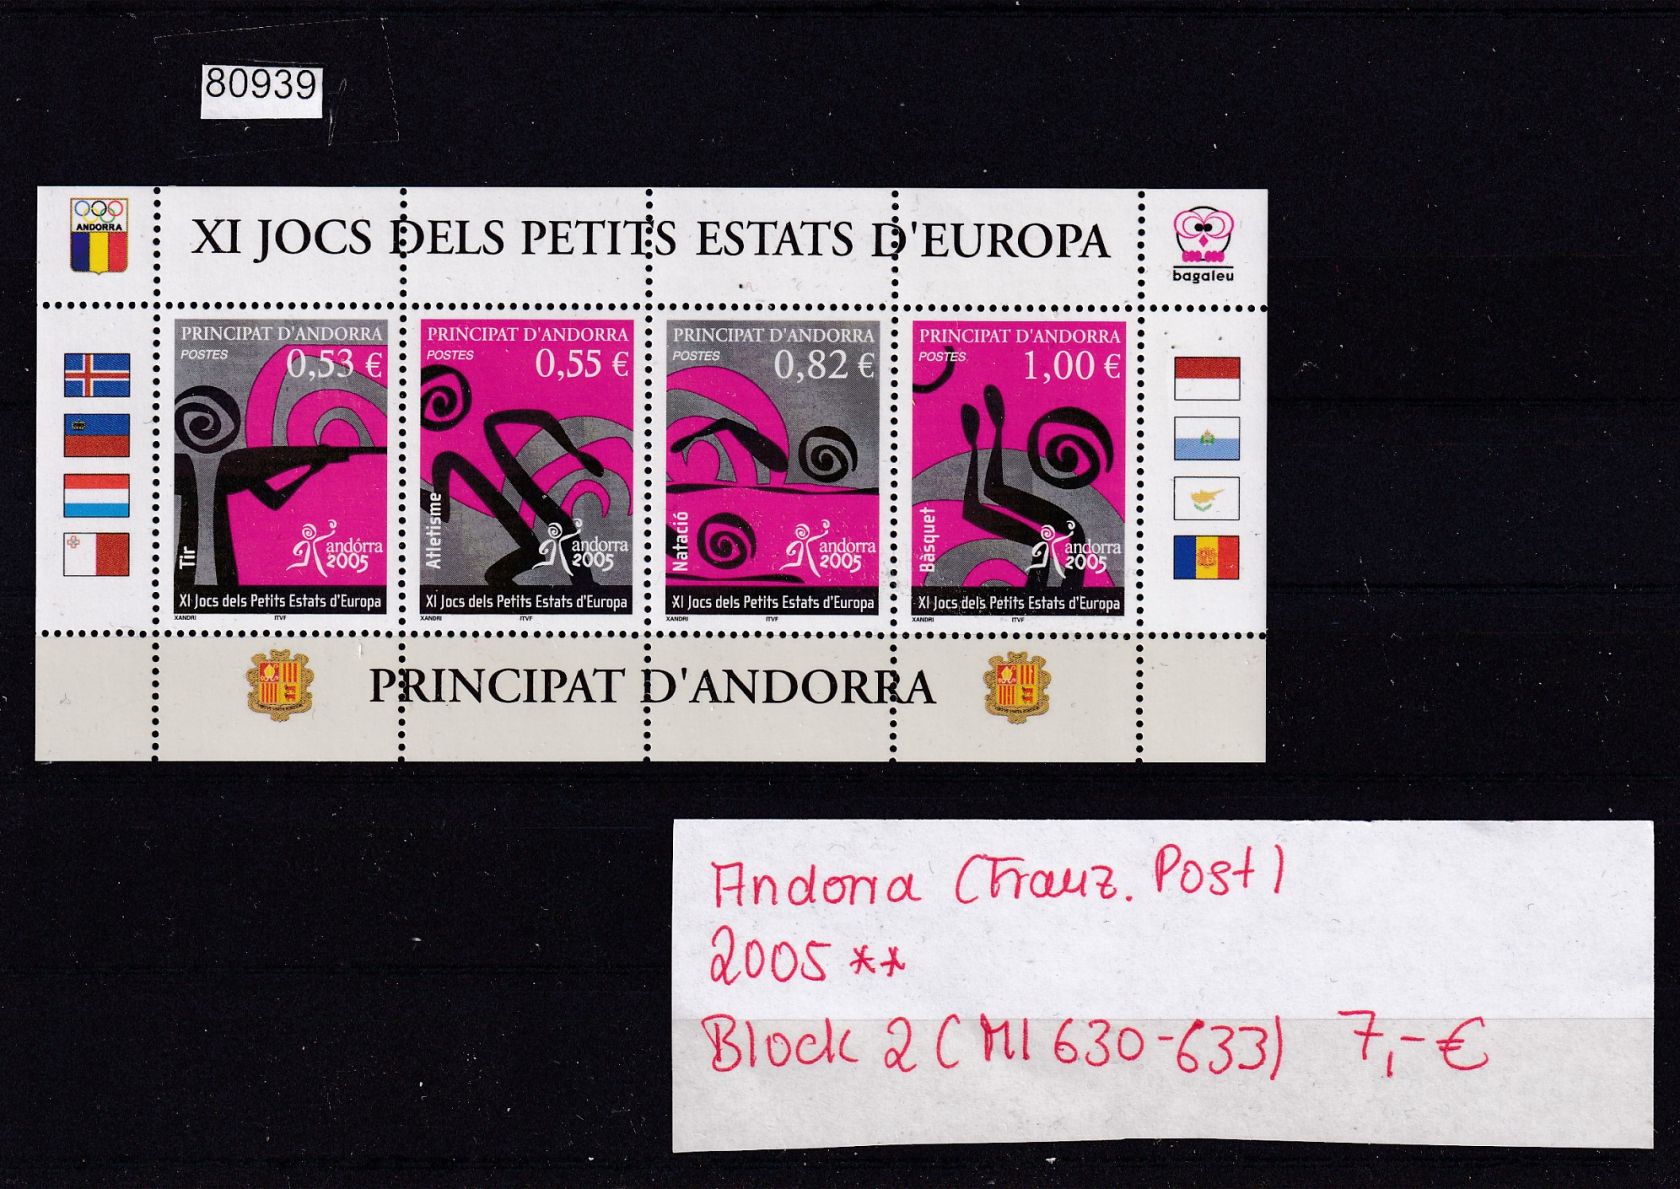 80939
ANDORRA
XI JOCS DELS PETITS ESTATS D'EUROPA
bagaleu
PRINCIPAT D'ANDORRA
POSTES
0,53 €
Tir
andorra
2005
XI Jocs dels Petits Estats d'Europa
XANDRI
ITVF
PRINCIPAT D'ANDORRA
POSTES
0,55 €
Atletisme
andorra
2005
XI Jocs dels Petits Estats d'Europa
XANDRI
ITVF
PRINCIPAT D'ANDORRA
POSTES
0,82 €
Natació
andorra
2005
XI Jocs dels Petits Estats d'Europa
XANDRI
ITVF
PRINCIPAT D'ANDORRA
POSTES
1,00 €
Bàsquet
andorra
2005
XI Jocs dels Petits Estats d'Europa
XANDRI
ITVF
PRINCIPAT D'ANDORRA
Andorra (Franz. Post)
2005 **
Block 2 (MI 630-633) 7,- €